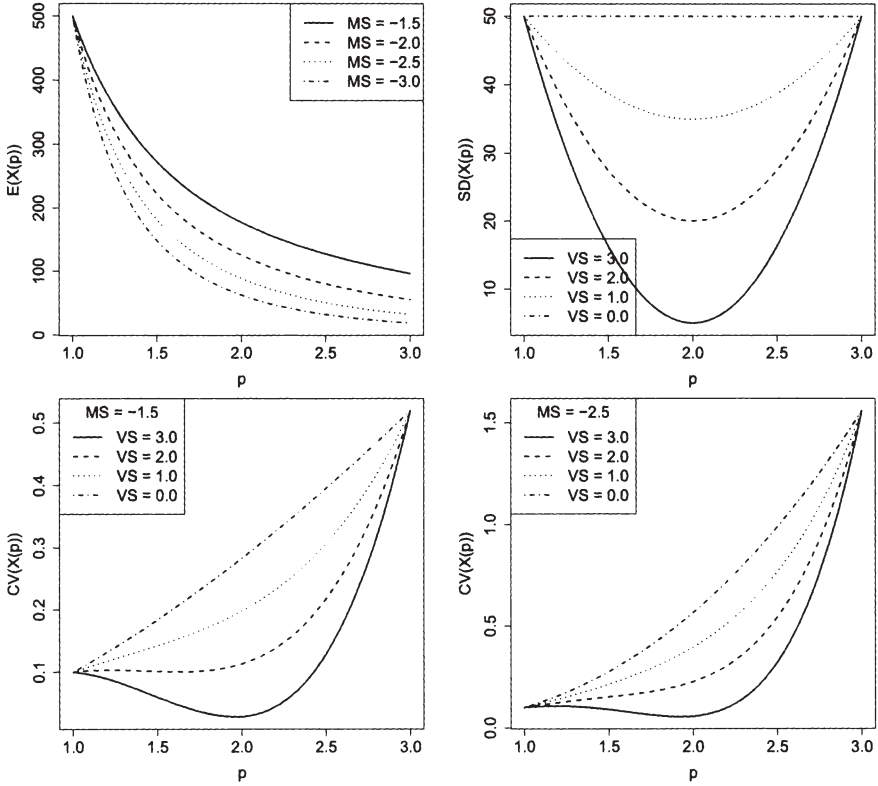 500
400
300
200
100
0
E(X(p))
MS = −1.5
MS = −2.0
MS = −2.5
MS = −3.0
1.0 1.5 2.0 2.5 3.0
p
50
40
30
20
10
SD(X(p))
VS = 3.0
VS = 2.0
VS = 1.0
VS = 0.0
1.0 1.5 2.0 2.5 3.0
p
0.5
0.4
0.3
0.2
0.1
CV(X(p))
MS = −1.5
VS = 3.0
VS = 2.0
VS = 1.0
VS = 0.0
1.0 1.5 2.0 2.5 3.0
p
1.5
1.0
0.5
0.0
CV(X(p))
MS = −2.5
VS = 3.0
VS = 2.0
VS = 1.0
VS = 0.0
1.0 1.5 2.0 2.5 3.0
p